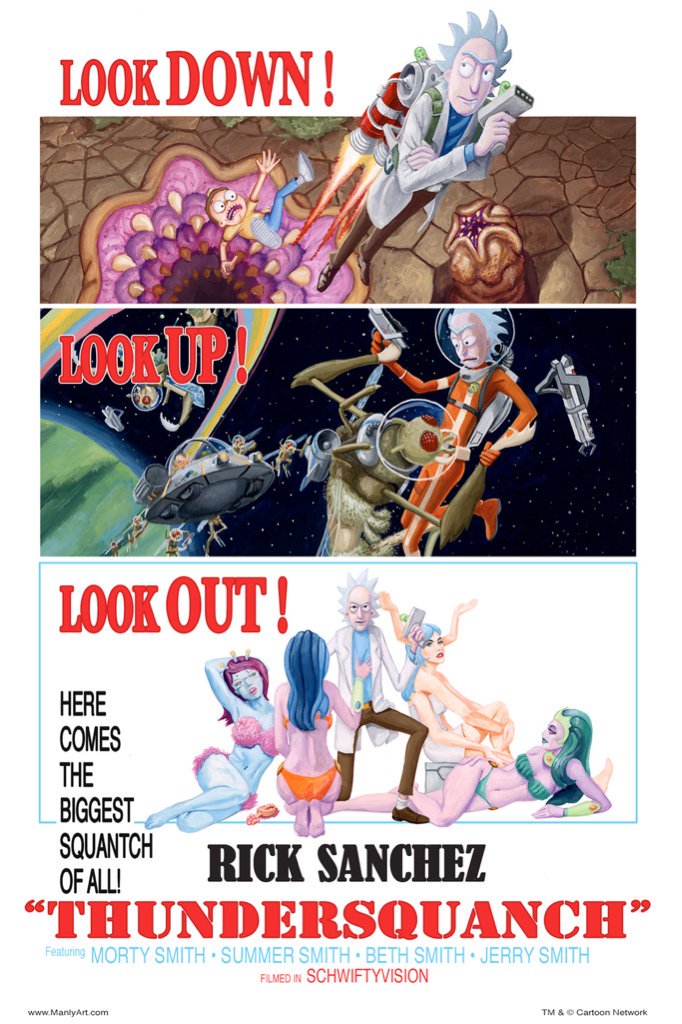 LOOK DOWN!
LOOK UP!
LOOK OUT!
HERE
COMES
THE
BIGGEST
SQUANTCH
OF ALL!
RICK SANCHEZ
“THUNDERSQUANCH”
Featuring MORTY SMITH • SUMMER SMITH • BETH SMITH • JERRY SMITH
FILMED IN SCHWIFTYVISION
www.ManlyArt.com
TM & © Cartoon Network